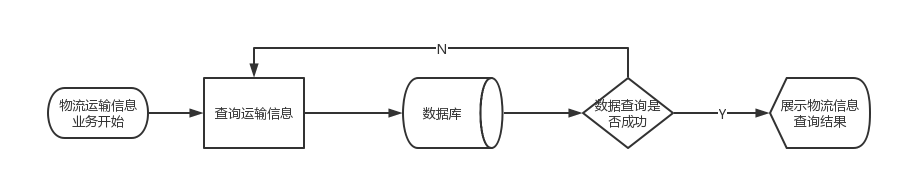 N
物流运输信息
业务开始
查询运输信息
数据库
数据查询是
否成功
Y
展示物流信息
查询结果